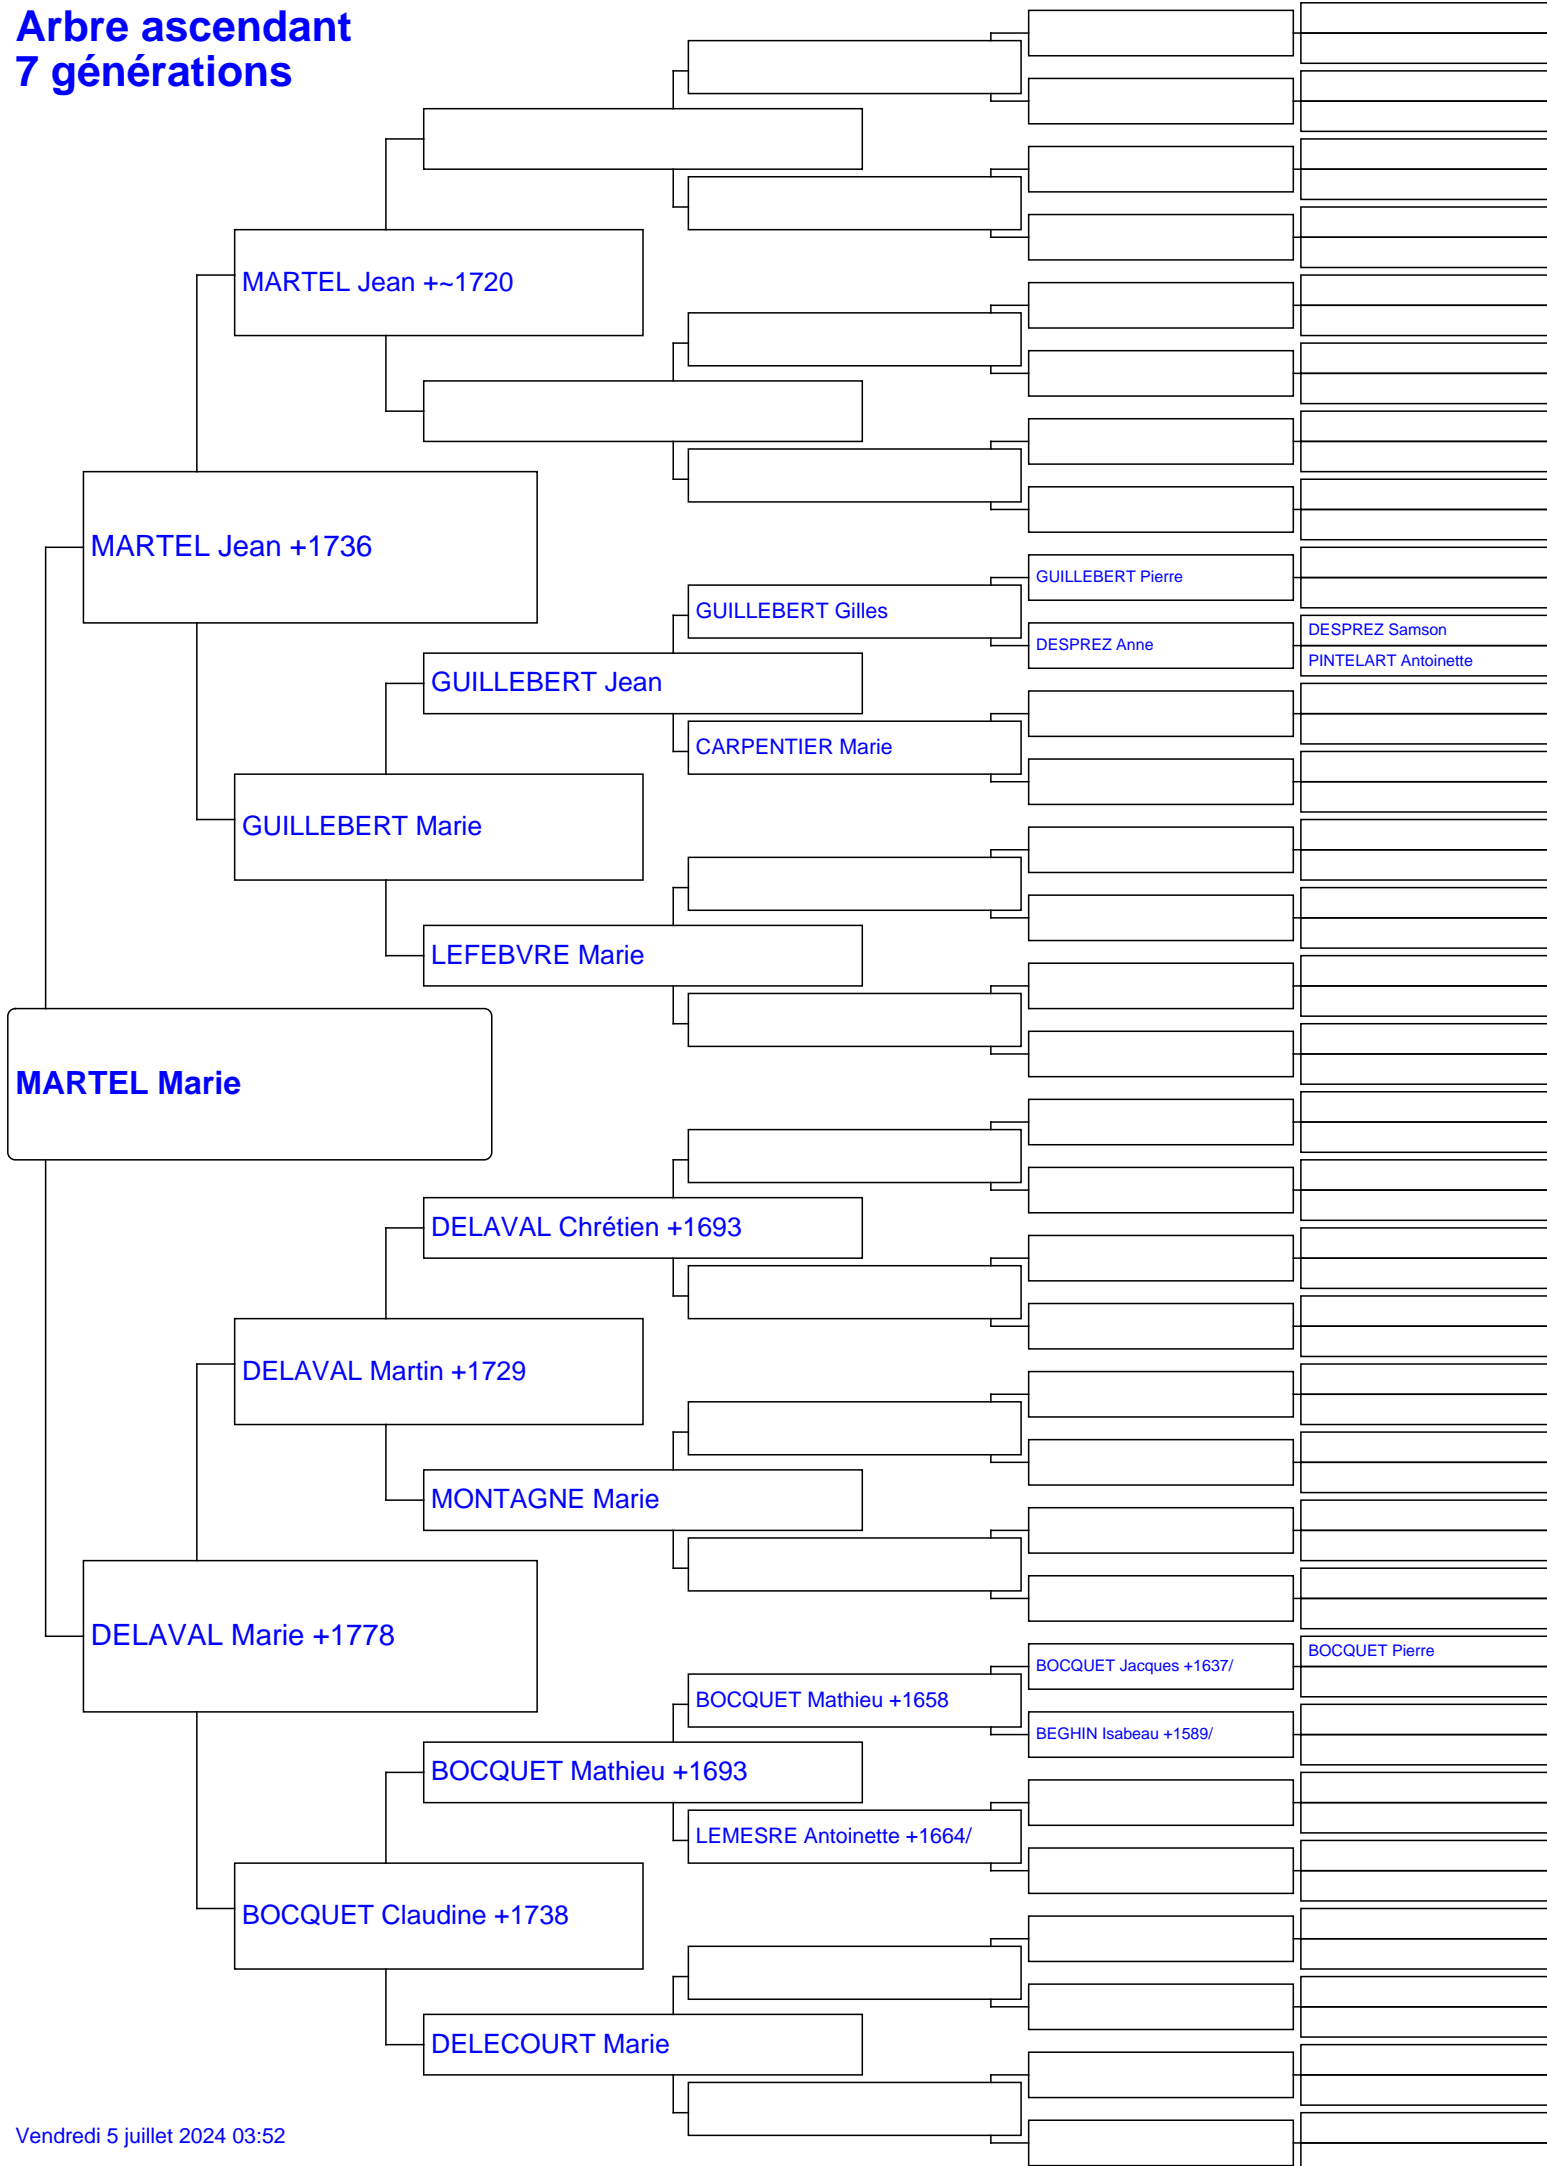 Arbre ascendant
7 générations
MARTEL Jean +~1720
MARTEL Jean +1736
GUILLEBERT Pierre
GUILLEBERT Gilles
DESPREZ Samson
DESPREZ Anne
PINTELART Antoinette
GUILLEBERT Jean
CARPENTIER Marie
GUILLEBERT Marie
LEFEBVRE Marie
MARTEL Marie
DELAVAL Chrétien +1693
DELAVAL Martin +1729
MONTAGNE Marie
DELAVAL Marie +1778
BOCQUET Pierre
BOCQUET Jacques +1637/
BOCQUET Mathieu +1658
BEGHIN Isabeau +1589/
BOCQUET Mathieu +1693
LEMESRE Antoinette +1664/
BOCQUET Claudine +1738
DELECOURT Marie
Vendredi 5 juillet 2024 03:52